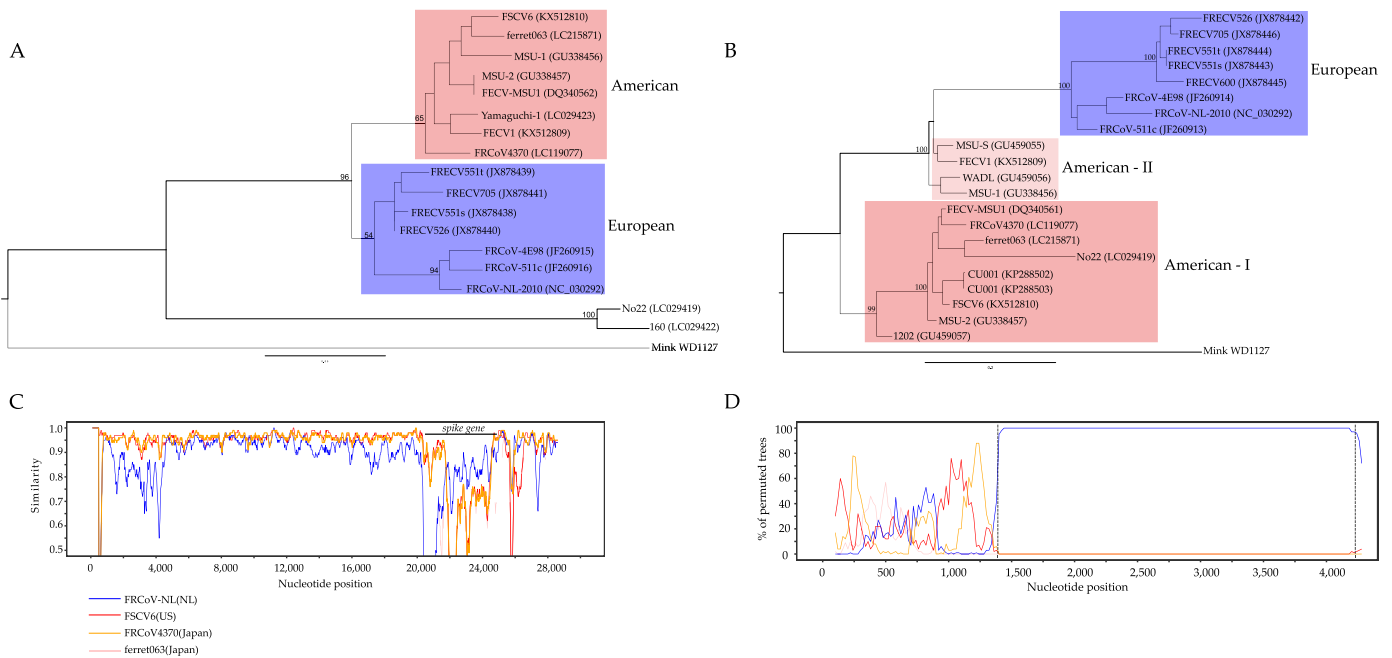 A
FSCV6 (KX512810)
ferret063 (LC215871)
MSU-1 (GU338456)
MSU-2 (GU338457)
FECV-MSU1 (DQ340562)
Yamaguchi-1 (LC029423)
FECV1 (KX512809)
FRCoV4370 (LC119077)
American
65
96
FRECV551t (JX878439)
FRECV705 (JX878441)
FRECV551s (JX878438)
FRECV526 (JX878440)
FRCoV-4E98 (JF260915)
FRCoV-511c (JF260916)
FRCoV-NL-2010 (NC_030292)
European
54
94
No22 (LC029419)
160 (LC029422)
100
Mink WD1127
B
FRECV526 (JX878442)
FRECV705 (JX878446)
FRECV551t (JX878444)
FRECV551s (JX878443)
FRECV600 (JX878445)
FRCoV-4E98 (JF260914)
FRCoV-NL-2010 (NC_030292)
FRCoV-511c (JF260913)
European
100
100
MSU-S (GU459055)
FECV1 (KX512809)
WADL (GU459056)
MSU-1 (GU338456)
American - II
100
FECV-MSU1 (DQ340561)
FRCoV4370 (LC119077)
ferret063 (LC215871)
No22 (LC029419)
CU001 (KP288502)
CU001 (KP288503)
FSCV6 (KX512810)
MSU-2 (GU338457)
1202 (GU459057)
American - I
100
99
Mink WD1127
C
spike gene
1.0
0.9
0.8
0.7
0.6
0.5
Similarity
0 4,000 8,000 12,000 16,000 20,000 24,000 28,000
Nucleotide position
FRCoV-NL(NL)
FSCV6(US)
FRCoV4370(Japan)
ferret063(Japan)
D
100
80
60
40
20
0
% of permuted trees
0 500 1,000 1,500 2,000 2,500 3,000 3,500 4,000
Nucleotide position